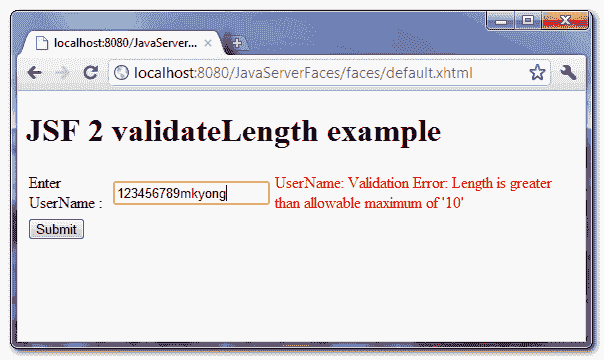 localhost:8080/JavaServer...
localhost:8080/JavaServerFaces/faces/default.xhtml
JSF 2 validateLength example
Enter
UserName :
123456789mkyong
UserName: Validation Error: Length is greater
than allowable maximum of '10'
Submit